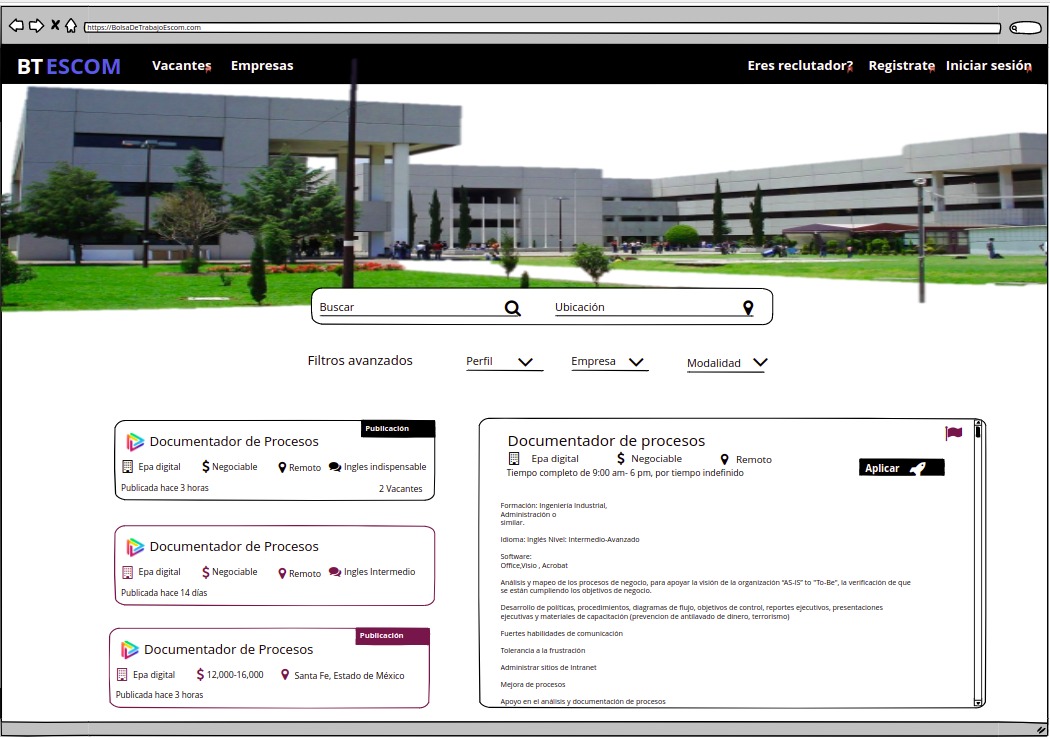 https://BolsaDeTrabajoEscom.com
BT ESCOM Vacantes Empresas Eres reclutador? Registrate Iniciar sesión
Buscar Ubicación
Filtros avanzados Perfil Empresa Modalidad
Publicación
Documentador de Procesos
Epa digital Negociable Remoto Ingles indispensable
Publicada hace 3 horas 2 Vacantes
Documentador de Procesos
Epa digital Negociable Remoto Ingles Intermedio
Publicada hace 14 días
Publicación
Documentador de Procesos
Epa digital 12,000-16,000 Santa Fe, Estado de México
Publicada hace 3 horas
Documentador de procesos
Epa digital Negociable Remoto
Tiempo completo de 9:00 am- 6 pm, por tiempo indefinido
Aplicar
Formación: Ingeniería Industrial,
Administración o
similar.
Idioma: Inglés Nivel: Intermedio-Avanzado
Software:
Office,Visio , Acrobat
Análisis y mapeo de los procesos de negocio, para apoyar la visión de la organización "AS-IS" to "To-Be", la verificación de que
se están cumpliendo los objetivos de negocio.
Desarrollo de políticas, procedimientos, diagramas de flujo, objetivos de control, reportes ejecutivos, presentaciones
ejecutivas y materiales de capacitación (prevencion de antilavado de dinero, terrorismo)
Fuertes habilidades de comunicación
Tolerancia a la frustración
Administrar sitios de Intranet
Mejora de procesos
Apoyo en el análisis y documentación de procesos